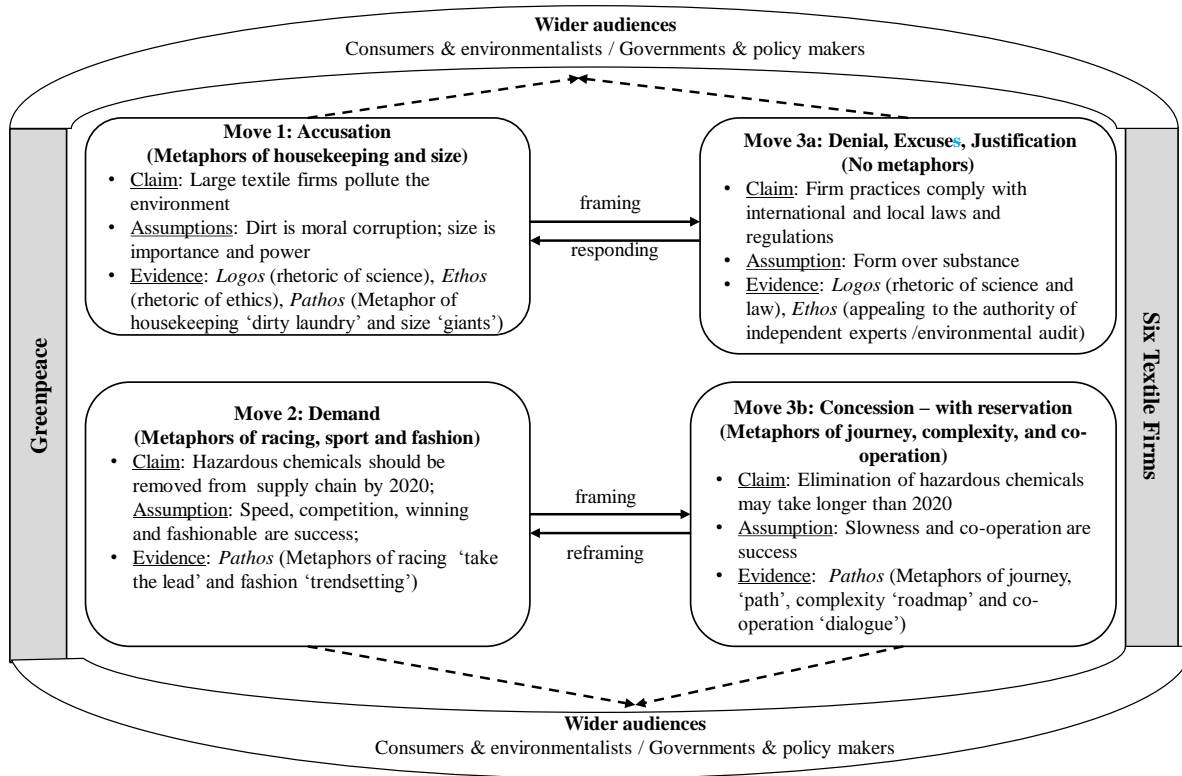 Wider audiences
Consumers & environmentalists / Governments & policy makers
Greenpeace
Move 1: Accusation
(Metaphors of housekeeping and size)
• Claim: Large textile firms pollute the
environment
• Assumptions: Dirt is moral corruption; size is
importance and power
• Evidence: Logos (rhetoric of science), Ethos
(rhetoric of ethics), Pathos (Metaphor of
housekeeping ‘dirty laundry’ and size ‘giants’)
framing
responding
Move 3a: Denial, Excuses, Justification
(No metaphors)
• Claim: Firm practices comply with
international and local laws and
regulations
• Assumption: Form over substance
• Evidence: Logos (rhetoric of science and
law), Ethos (appealing to the authority of
independent experts /environmental audit)
Move 2: Demand
(Metaphors of racing, sport and fashion)
• Claim: Hazardous chemicals should be
removed from supply chain by 2020;
Assumption: Speed, competition, winning
and fashionable are success;
• Evidence: Pathos (Metaphors of racing ‘take
the lead’ and fashion ‘trendsetting’)
framing
reframing
Move 3b: Concession – with reservation
(Metaphors of journey, complexity, and co-
operation)
• Claim: Elimination of hazardous chemicals
may take longer than 2020
• Assumption: Slowness and co-operation are
success
• Evidence: Pathos (Metaphors of journey,
‘path’, complexity ‘roadmap’ and co-
operation ‘dialogue’)
Six Textile Firms
Wider audiences
Consumers & environmentalists / Governments & policy makers